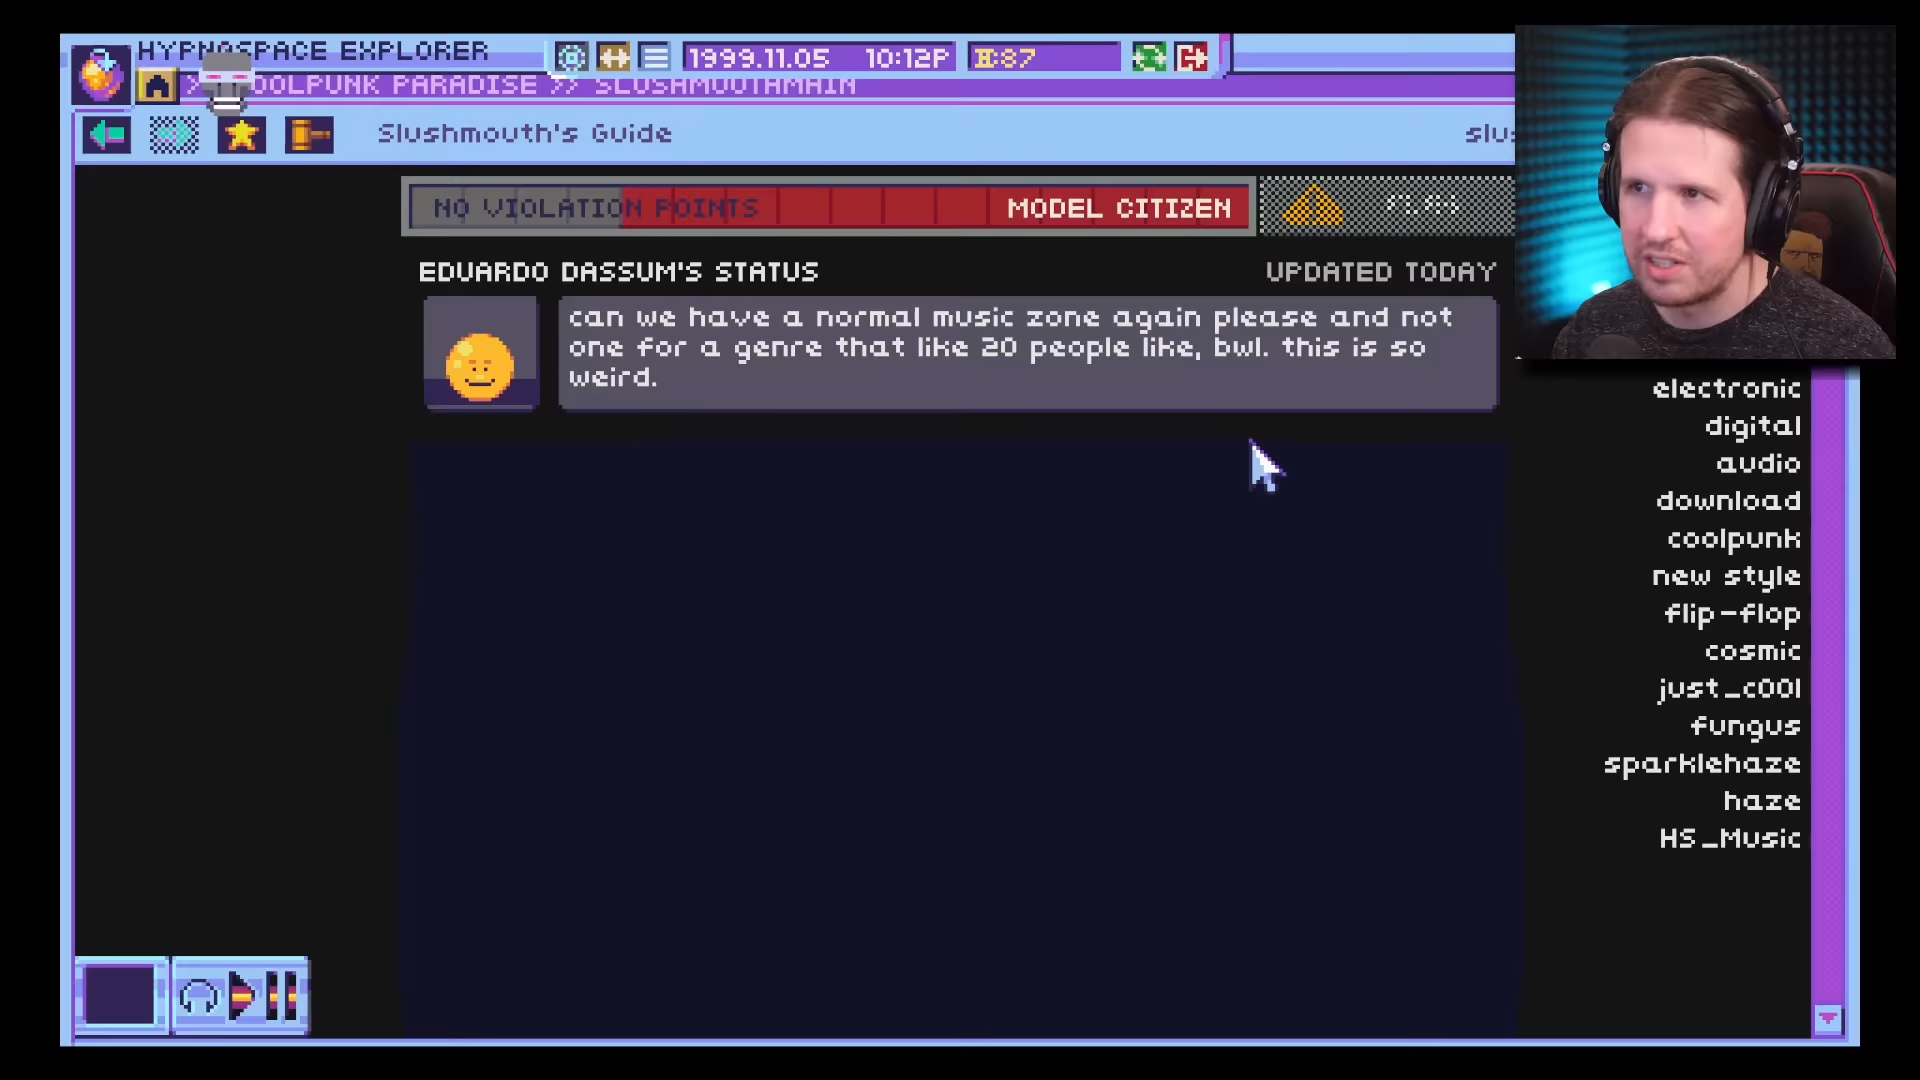 HYPNOSPACE EXPLORER
1999.11.05 10:12P
87
COOLPUNK PARADISE >> SLUSHMOUTHMAIN
Slushmouth's Guide
NO VIOLATION POINTS
MODEL CITIZEN
EDUARDO DASSUM'S STATUS
UPDATED TODAY
can we have a normal music zone again please and not
one for a genre that like 20 people like, bwl. this is so
weird.
electronic
digital
audio
download
coolpunk
new style
flip-flop
cosmic
just_c00l
fungus
sparklehaze
haze
HS_Music